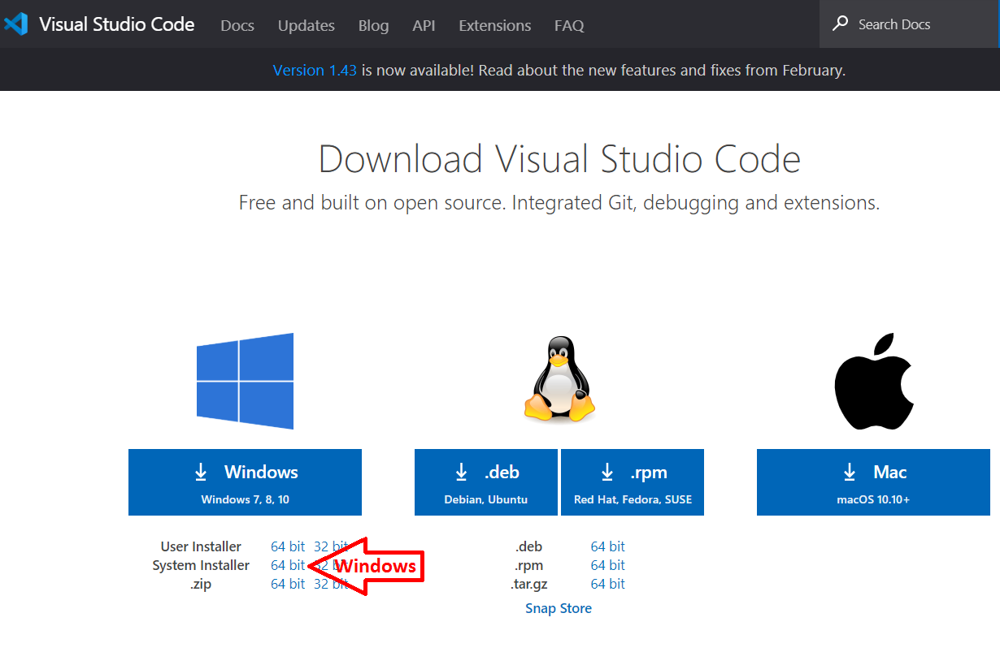 Visual Studio Code Docs Updates Blog API Extensions FAQ Search Docs
Version 1.43 is now available! Read about the new features and fixes from February.
Download Visual Studio Code
Free and built on open source. Integrated Git, debugging and extensions.
Windows
Windows 7, 8, 10
.deb
Debian, Ubuntu
.rpm
Red Hat, Fedora, SUSE
Mac
macOS 10.10+
User Installer 64 bit 32 bit
System Installer 64 bit 32 bit
.zip 64 bit 32 bit
Windows
.deb 64 bit
.rpm 64 bit
.tar.gz 64 bit
Snap Store